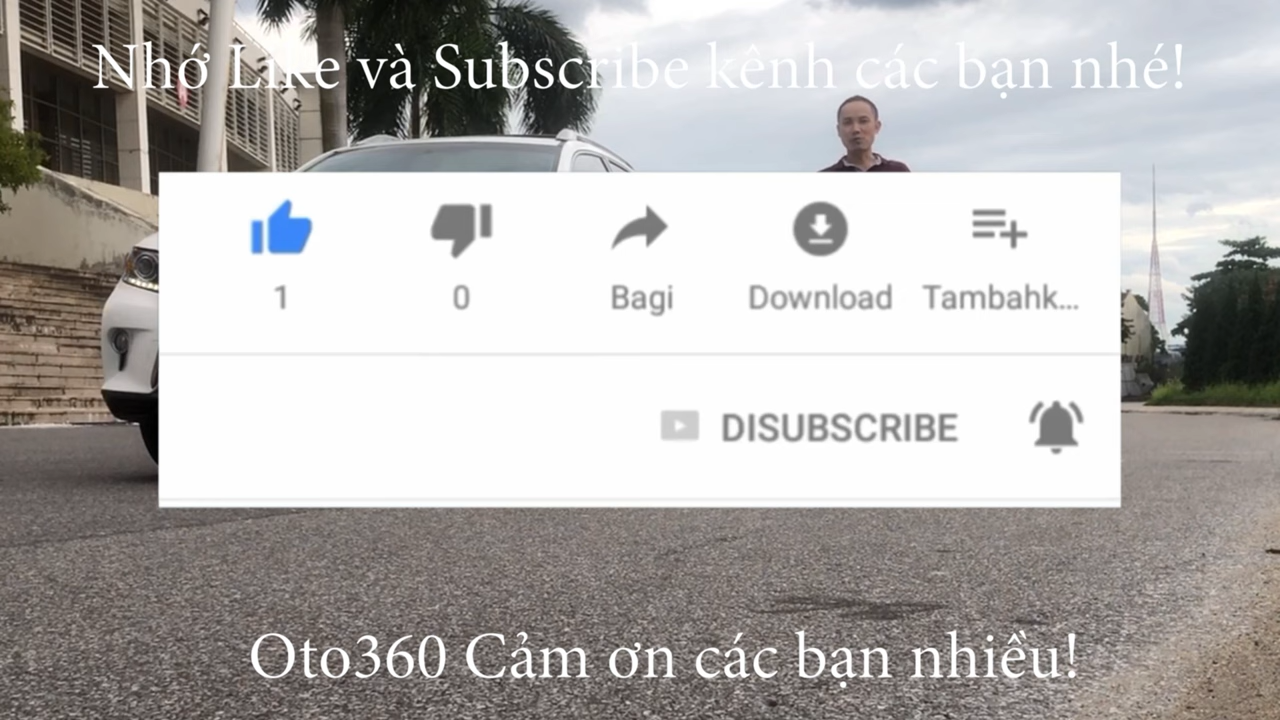 Nhớ Like và Subscribe kênh các bạn nhé!
1 0 Bagi Download Tambahk...
DISUBSCRIBE
Oto360 Cảm ơn các bạn nhiều!